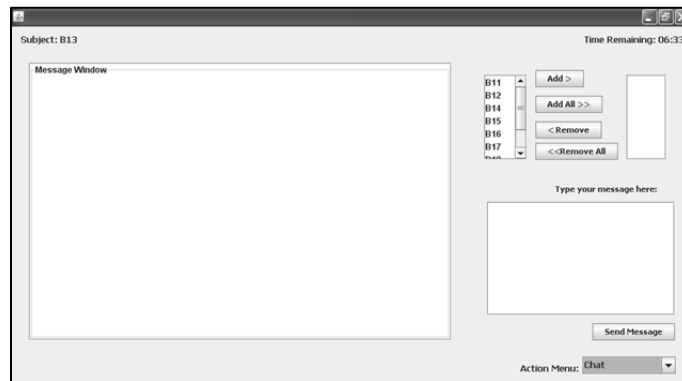 Subject: B13
Time Remaining: 06:33
Message Window
B11
B12
B14
B15
B16
B17
Add >
Add All >>
< Remove
<<Remove All
Type your message here:
Send Message
Action Menu: Chat